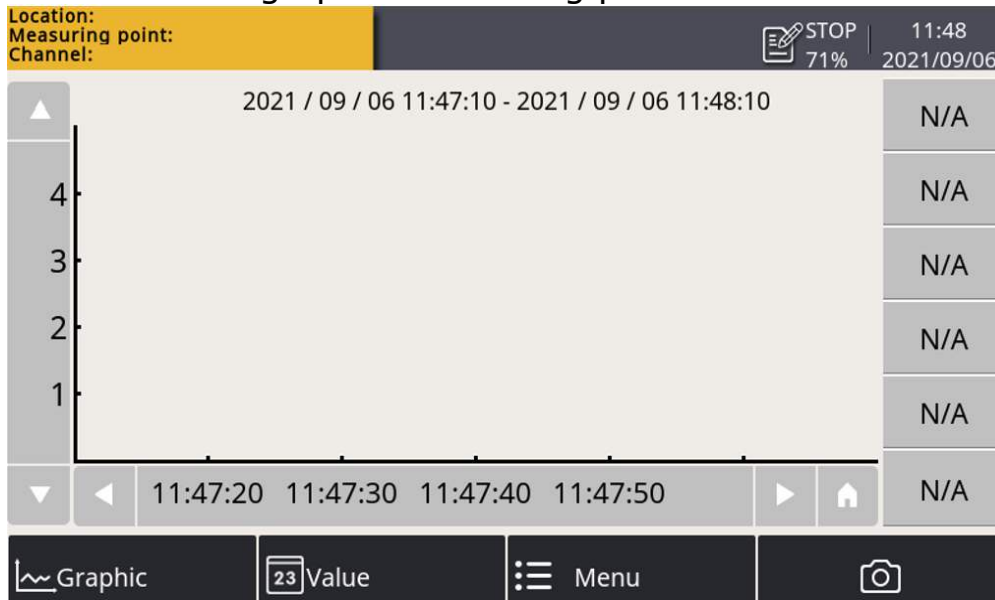 Location:
Measuring point:
Channel:
STOP
71%
11:48
2021/09/06
2021 / 09 / 06 11:47:10 - 2021 / 09 / 06 11:48:10
N/A
N/A
N/A
N/A
N/A
N/A
4
3
2
1
11:47:20 11:47:30 11:47:40 11:47:50
Graphic
23 Value
Menu